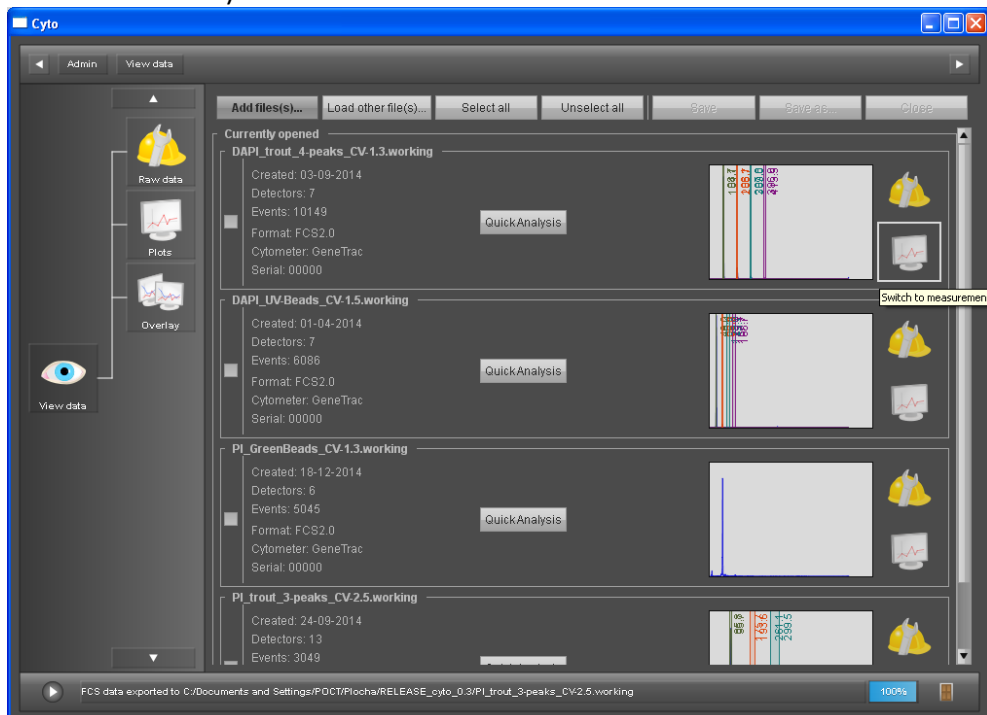 Cyto
Admin View data
Add files(s)... Load other file(s)... Select all Unselect all Save Save as... Close
Currently opened
Raw data
Plots
Overlay
View data
DAPI_trout_4-peaks_CV-1.3.working
Created: 03-09-2014
Detectors: 7
Events: 10149
Format: FCS2.0
Cytometer: GeneTrac
Serial: 00000
QuickAnalysis
Switch to measuremen
DAPI_UV-Beads_CV-1.5.working
Created: 01-04-2014
Detectors: 7
Events: 6086
Format: FCS2.0
Cytometer: GeneTrac
Serial: 00000
QuickAnalysis
PI_GreenBeads_CV-1.3.working
Created: 18-12-2014
Detectors: 6
Events: 5045
Format: FCS2.0
Cytometer: GeneTrac
Serial: 00000
QuickAnalysis
PI_trout_3-peaks_CV-2.5.working
Created: 24-09-2014
Detectors: 13
Events: 3049
193.6
261.1
299.5
FCS data exported to C:/Documents and Settings/POCT/Plocha/RELEASE_cyto_0.3/PI_trout_3-peaks_CV-2.5.working
100%